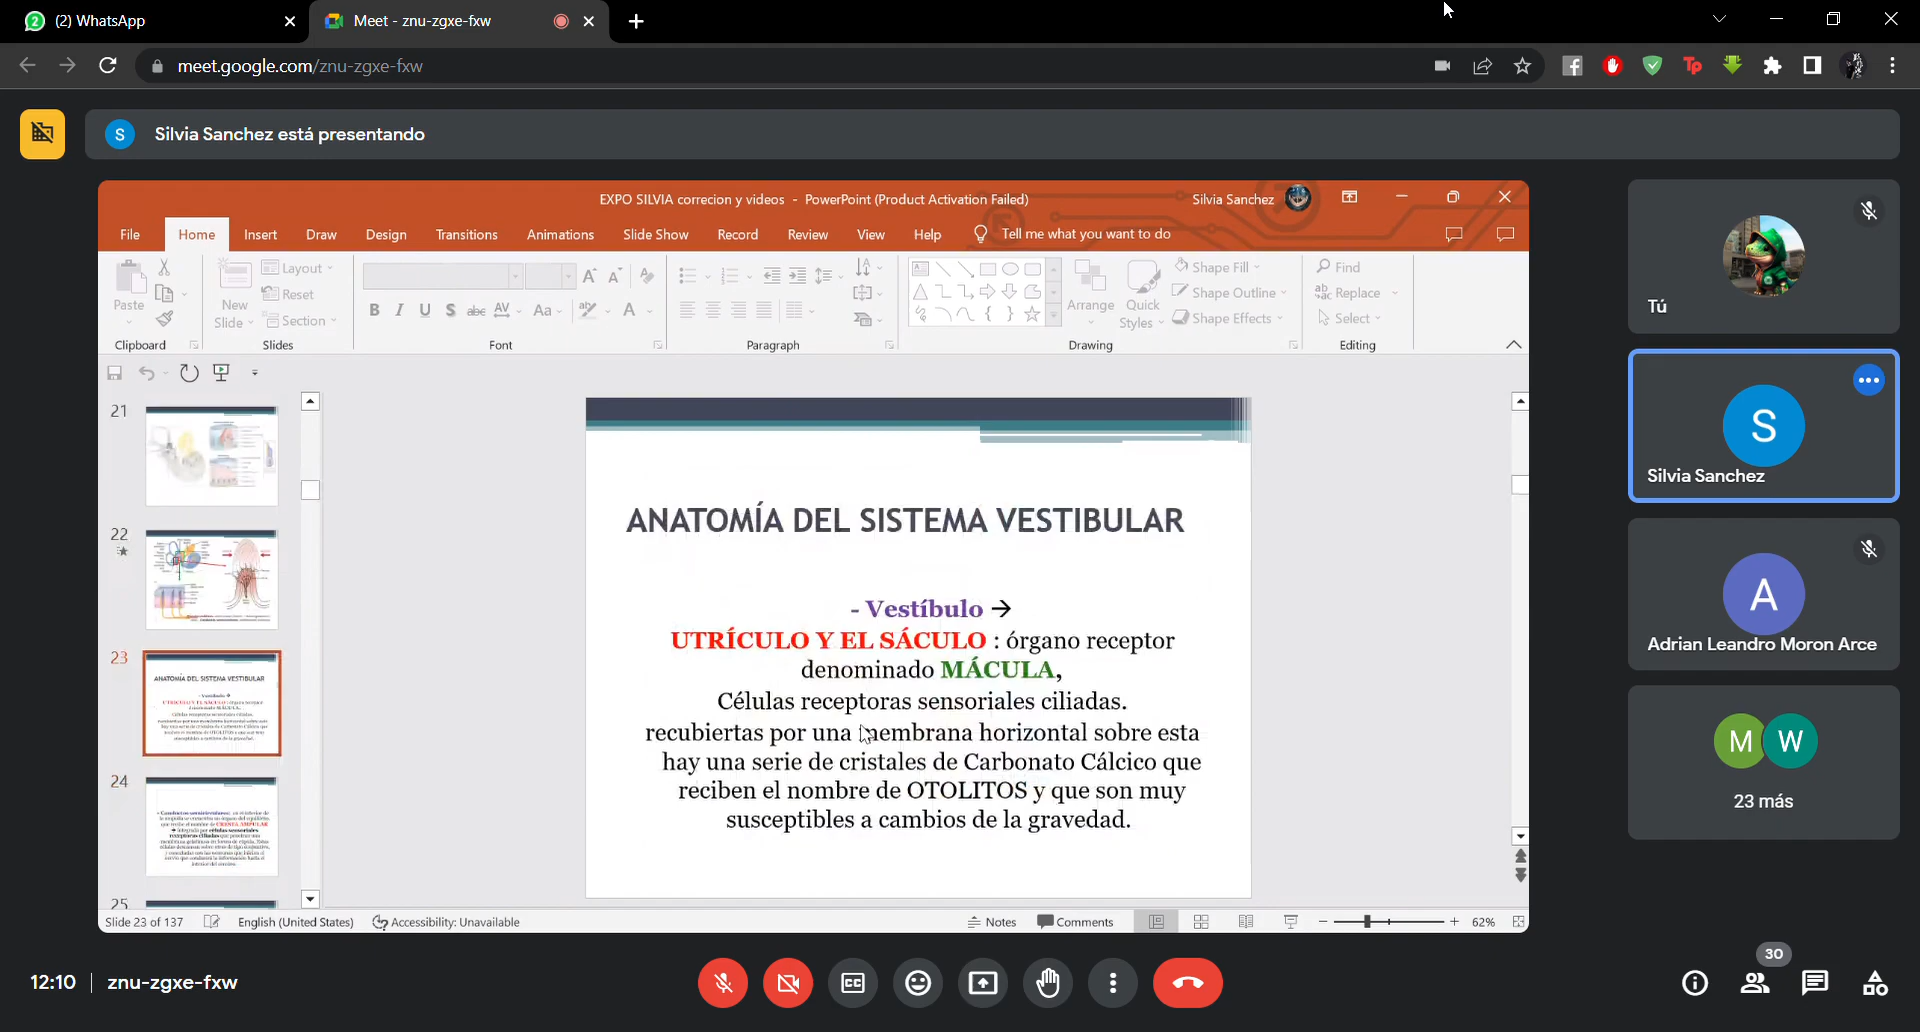 (2) WhatsApp
Meet - znu-zgxe-fxw
meet.google.com/znu-zgxe-fxw
S
Silvia Sanchez está presentando
EXPO SILVIA correcion y videos - PowerPoint (Product Activation Failed)
Silvia Sanchez
File Home Insert Draw Design Transitions Animations Slide Show Record Review View Help Tell me what you want to do
Paste
New
Slide
Layout
Reset
Section
Arrange
Quick
Styles
Shape Fill
Shape Outline
Shape Effects
Find
Replace
Select
Clipboard Slides Font Paragraph Drawing Editing
21
22
23
ANATOMÍA DEL SISTEMA VESTIBULAR
24
25
ANATOMÍA DEL SISTEMA VESTIBULAR
- Vestíbulo →
UTRÍCULO Y EL SÁCULO : órgano receptor
denominado MÁCULA,
Células receptoras sensoriales ciliadas.
recubiertas por una membrana horizontal sobre esta
hay una serie de cristales de Carbonato Cálcico que
reciben el nombre de OTOLITOS y que son muy
susceptibles a cambios de la gravedad.
Slide 23 of 137 English (United States) Accessibility: Unavailable Notes Comments 62%
Tú
S
Silvia Sanchez
A
Adrian Leandro Moron Arce
M W
23 más
12:10 znu-zgxe-fxw
30